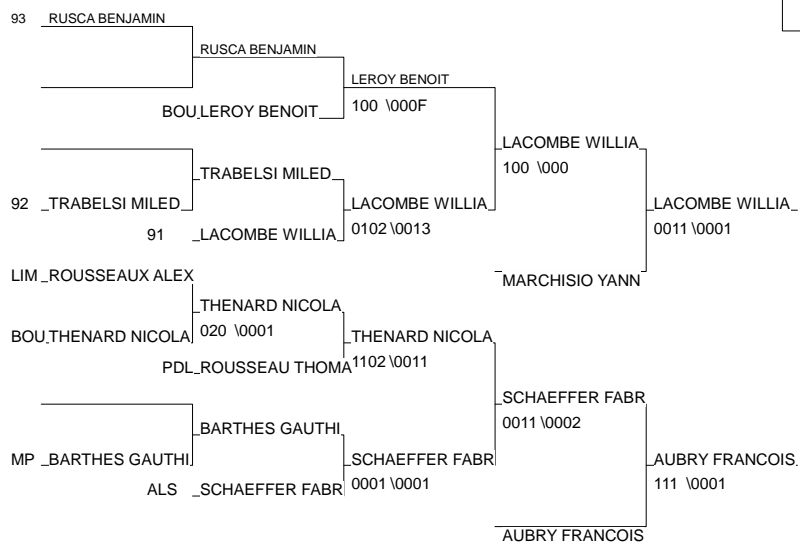 93 RUSCA BENJAMIN
RUSCA BENJAMIN
LEROY BENOIT
BOU LEROY BENOIT
100 \000F
LACOMBE WILLIA
100 \000
TRABELSI MILED
92 TRABELSI MILED
LACOMBE WILLIA
0102 \0013
91 LACOMBE WILLIA
LACOMBE WILLIA
0011 \0001
LIM ROUSSEAUX ALEX
MARCHISIO YANN
THENARD NICOLA
020 \0001
BOU THENARD NICOLA
THENARD NICOLA
1102 \0011
PDL ROUSSEAU THOMA
SCHAEFFER FABR
0011 \0002
BARTHES GAUTHI
MP BARTHES GAUTHI
SCHAEFFER FABR
0001 \0001
ALS SCHAEFFER FABR
AUBRY FRANCOIS
111 \0001
AUBRY FRANCOIS